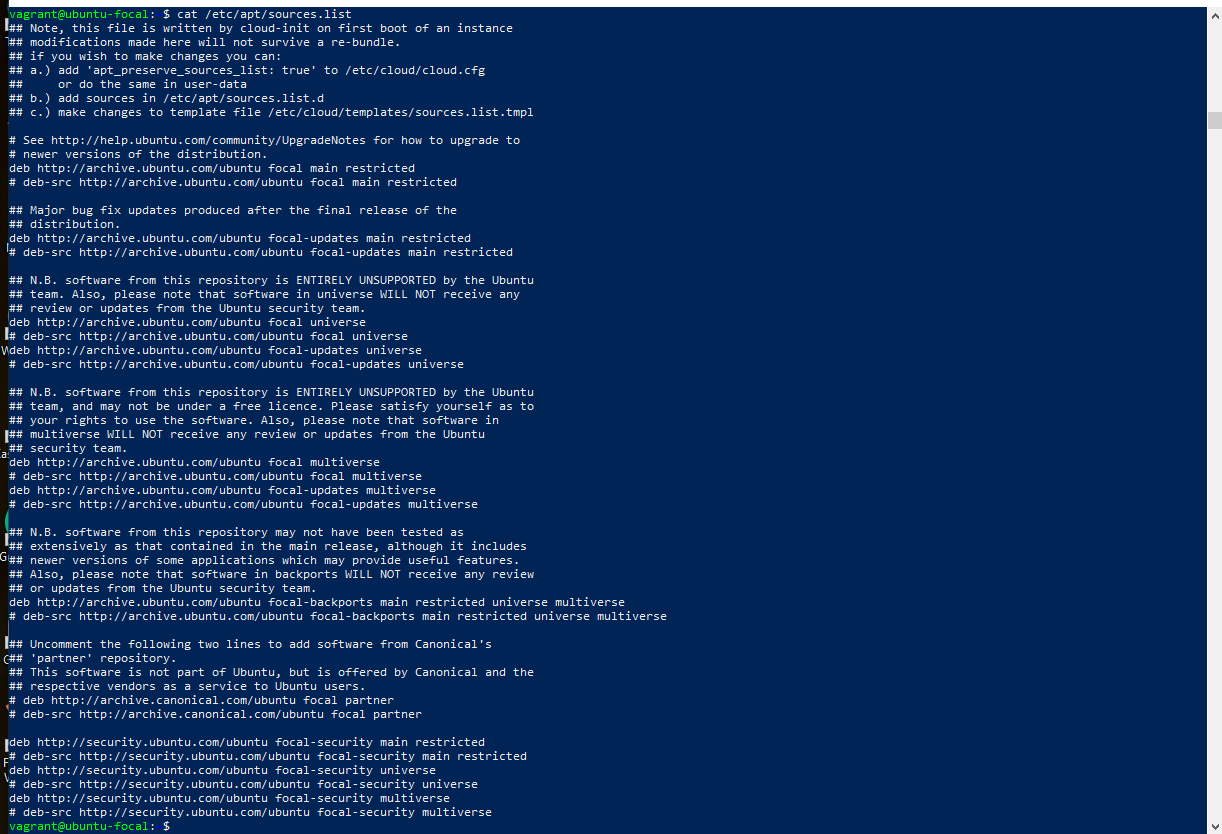 vagrant@ubuntu-focal: $ cat /etc/apt/sources.list
## Note, this file is written by cloud-init on first boot of an instance
## modifications made here will not survive a re-bundle.
## if you wish to make changes you can:
## a.) add 'apt_preserve_sources_list: true' to /etc/cloud/cloud.cfg
##     or do the same in user-data
## b.) add sources in /etc/apt/sources.list.d
## c.) make changes to template file /etc/cloud/templates/sources.list.tmpl

# See http://help.ubuntu.com/community/UpgradeNotes for how to upgrade to
# newer versions of the distribution.
deb http://archive.ubuntu.com/ubuntu focal main restricted
# deb-src http://archive.ubuntu.com/ubuntu focal main restricted

## Major bug fix updates produced after the final release of the
## distribution.
deb http://archive.ubuntu.com/ubuntu focal-updates main restricted
# deb-src http://archive.ubuntu.com/ubuntu focal-updates main restricted

## N.B. software from this repository is ENTIRELY UNSUPPORTED by the Ubuntu
## team. Also, please note that software in universe WILL NOT receive any
## review or updates from the Ubuntu security team.
deb http://archive.ubuntu.com/ubuntu focal universe
# deb-src http://archive.ubuntu.com/ubuntu focal universe
deb http://archive.ubuntu.com/ubuntu focal-updates universe
# deb-src http://archive.ubuntu.com/ubuntu focal-updates universe

## N.B. software from this repository is ENTIRELY UNSUPPORTED by the Ubuntu
## team, and may not be under a free licence. Please satisfy yourself as to
## your rights to use the software. Also, please note that software in
## multiverse WILL NOT receive any review or updates from the Ubuntu
## security team.
deb http://archive.ubuntu.com/ubuntu focal multiverse
# deb-src http://archive.ubuntu.com/ubuntu focal multiverse
deb http://archive.ubuntu.com/ubuntu focal-updates multiverse
# deb-src http://archive.ubuntu.com/ubuntu focal-updates multiverse

## N.B. software from this repository may not have been tested as
## extensively as that contained in the main release, although it includes
## newer versions of some applications which may provide useful features.
## Also, please note that software in backports WILL NOT receive any review
## or updates from the Ubuntu security team.
deb http://archive.ubuntu.com/ubuntu focal-backports main restricted universe multiverse
# deb-src http://archive.ubuntu.com/ubuntu focal-backports main restricted universe multiverse

## Uncomment the following two lines to add software from Canonical's
## 'partner' repository.
## This software is not part of Ubuntu, but is offered by Canonical and the
## respective vendors as a service to Ubuntu users.
# deb http://archive.canonical.com/ubuntu focal partner
# deb-src http://archive.canonical.com/ubuntu focal partner

deb http://security.ubuntu.com/ubuntu focal-security main restricted
# deb-src http://security.ubuntu.com/ubuntu focal-security main restricted
deb http://security.ubuntu.com/ubuntu focal-security universe
# deb-src http://security.ubuntu.com/ubuntu focal-security universe
deb http://security.ubuntu.com/ubuntu focal-security multiverse
# deb-src http://security.ubuntu.com/ubuntu focal-security multiverse
vagrant@ubuntu-focal: $